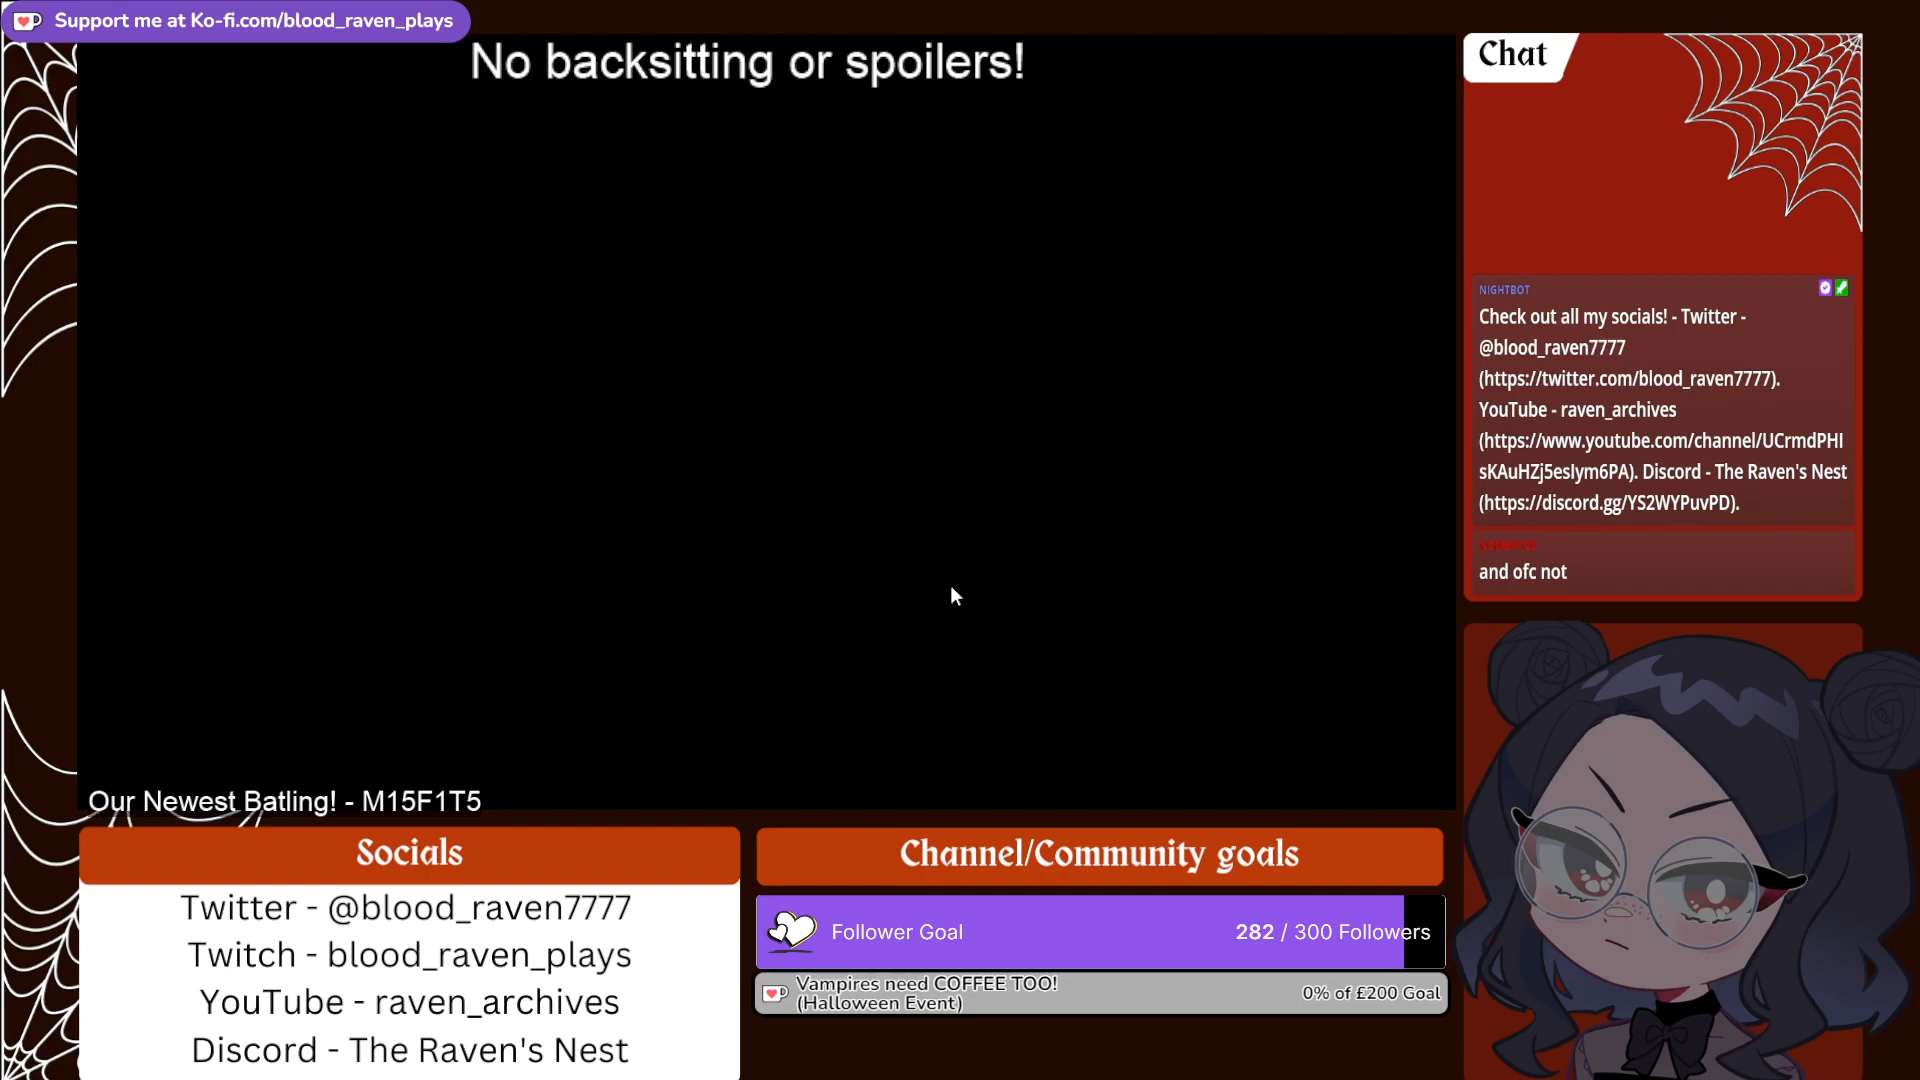 Support me at Ko-fi.com/blood_raven_plays
No backsitting or spoilers!
Chat
NIGHTBOT
Check out all my socials! - Twitter -
@blood_raven7777
(https://twitter.com/blood_raven7777).
YouTube - raven_archives
(https://www.youtube.com/channel/UCrmdPHI
sKAuHZj5esIym6PA). Discord - The Raven's Nest
(https://discord.gg/YS2WYPuvPD).
and ofc not
Our Newest Batling! - M15F1T5
Socials
Twitter - @blood_raven7777
Twitch - blood_raven_plays
YouTube - raven_archives
Discord - The Raven's Nest
Channel/Community goals
Follower Goal 282 / 300 Followers
Vampires need COFFEE TOO!
(Halloween Event) 0% of £200 Goal